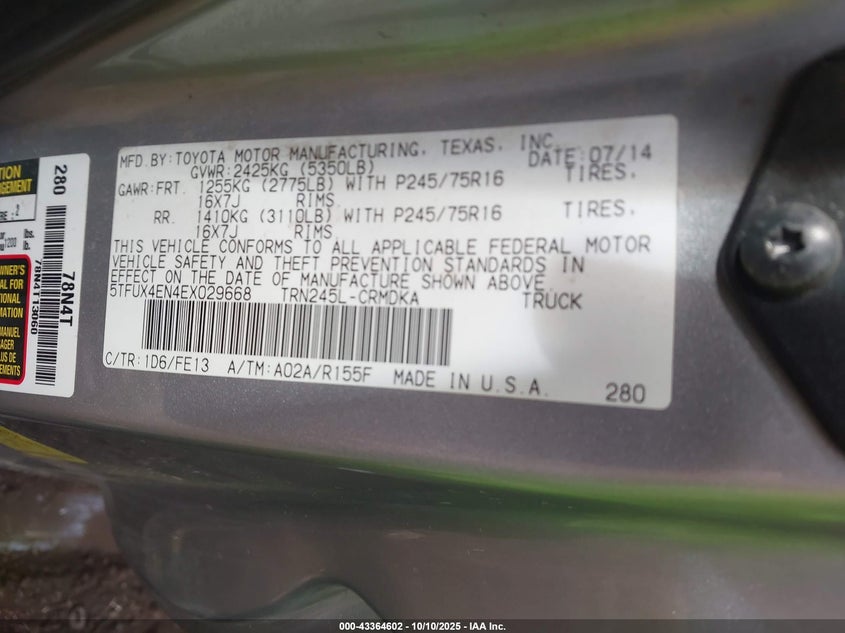 MFD.BY:TOYOTA MOTOR MANUFACTURING, TEXAS, INC.
GVWR:2425KG (5350LB) DATE:07/14
GAWR:FRT. 1255KG (2775LB) WITH P245/75R16 TIRES,
16X7J RIMS
RR. 1410KG (3110LB) WITH P245/75R16 TIRES,
16X7J RIMS
THIS VEHICLE CONFORMS TO ALL APPLICABLE FEDERAL MOTOR
VEHICLE SAFETY AND THEFT PREVENTION STANDARDS IN
EFFECT ON THE DATE OF MANUFACTURE SHOWN ABOVE.
5TFUX4EN4EX029668 TRN245L-CRMDKA TRUCK
C/TR:1D6/FE13 A/TM:A02A/R155F MADE IN U.S.A.
280
280
78N4T
1N4T13060
lbs.
lb.
1200
000-43364602 - 10/10/2025 - IAA Inc.